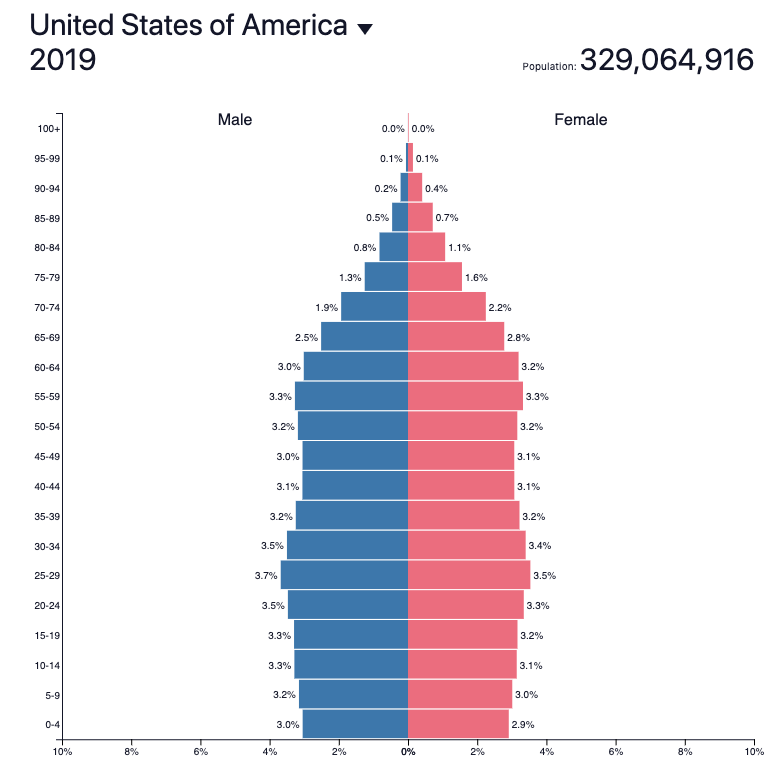 United States of America
2019
Population: 329,064,916
Male Female
100+ 0.0% 0.0%
95-99 0.1% 0.1%
90-94 0.2% 0.4%
85-89 0.5% 0.7%
80-84 0.8% 1.1%
75-79 1.3% 1.6%
70-74 1.9% 2.2%
65-69 2.5% 2.8%
60-64 3.0% 3.2%
55-59 3.3% 3.3%
50-54 3.2% 3.2%
45-49 3.0% 3.1%
40-44 3.1% 3.1%
35-39 3.2% 3.2%
30-34 3.5% 3.4%
25-29 3.7% 3.5%
20-24 3.5% 3.3%
15-19 3.3% 3.2%
10-14 3.3% 3.1%
5-9 3.2% 3.0%
0-4 3.0% 2.9%
10% 8% 6% 4% 2% 0% 2% 4% 6% 8% 10%